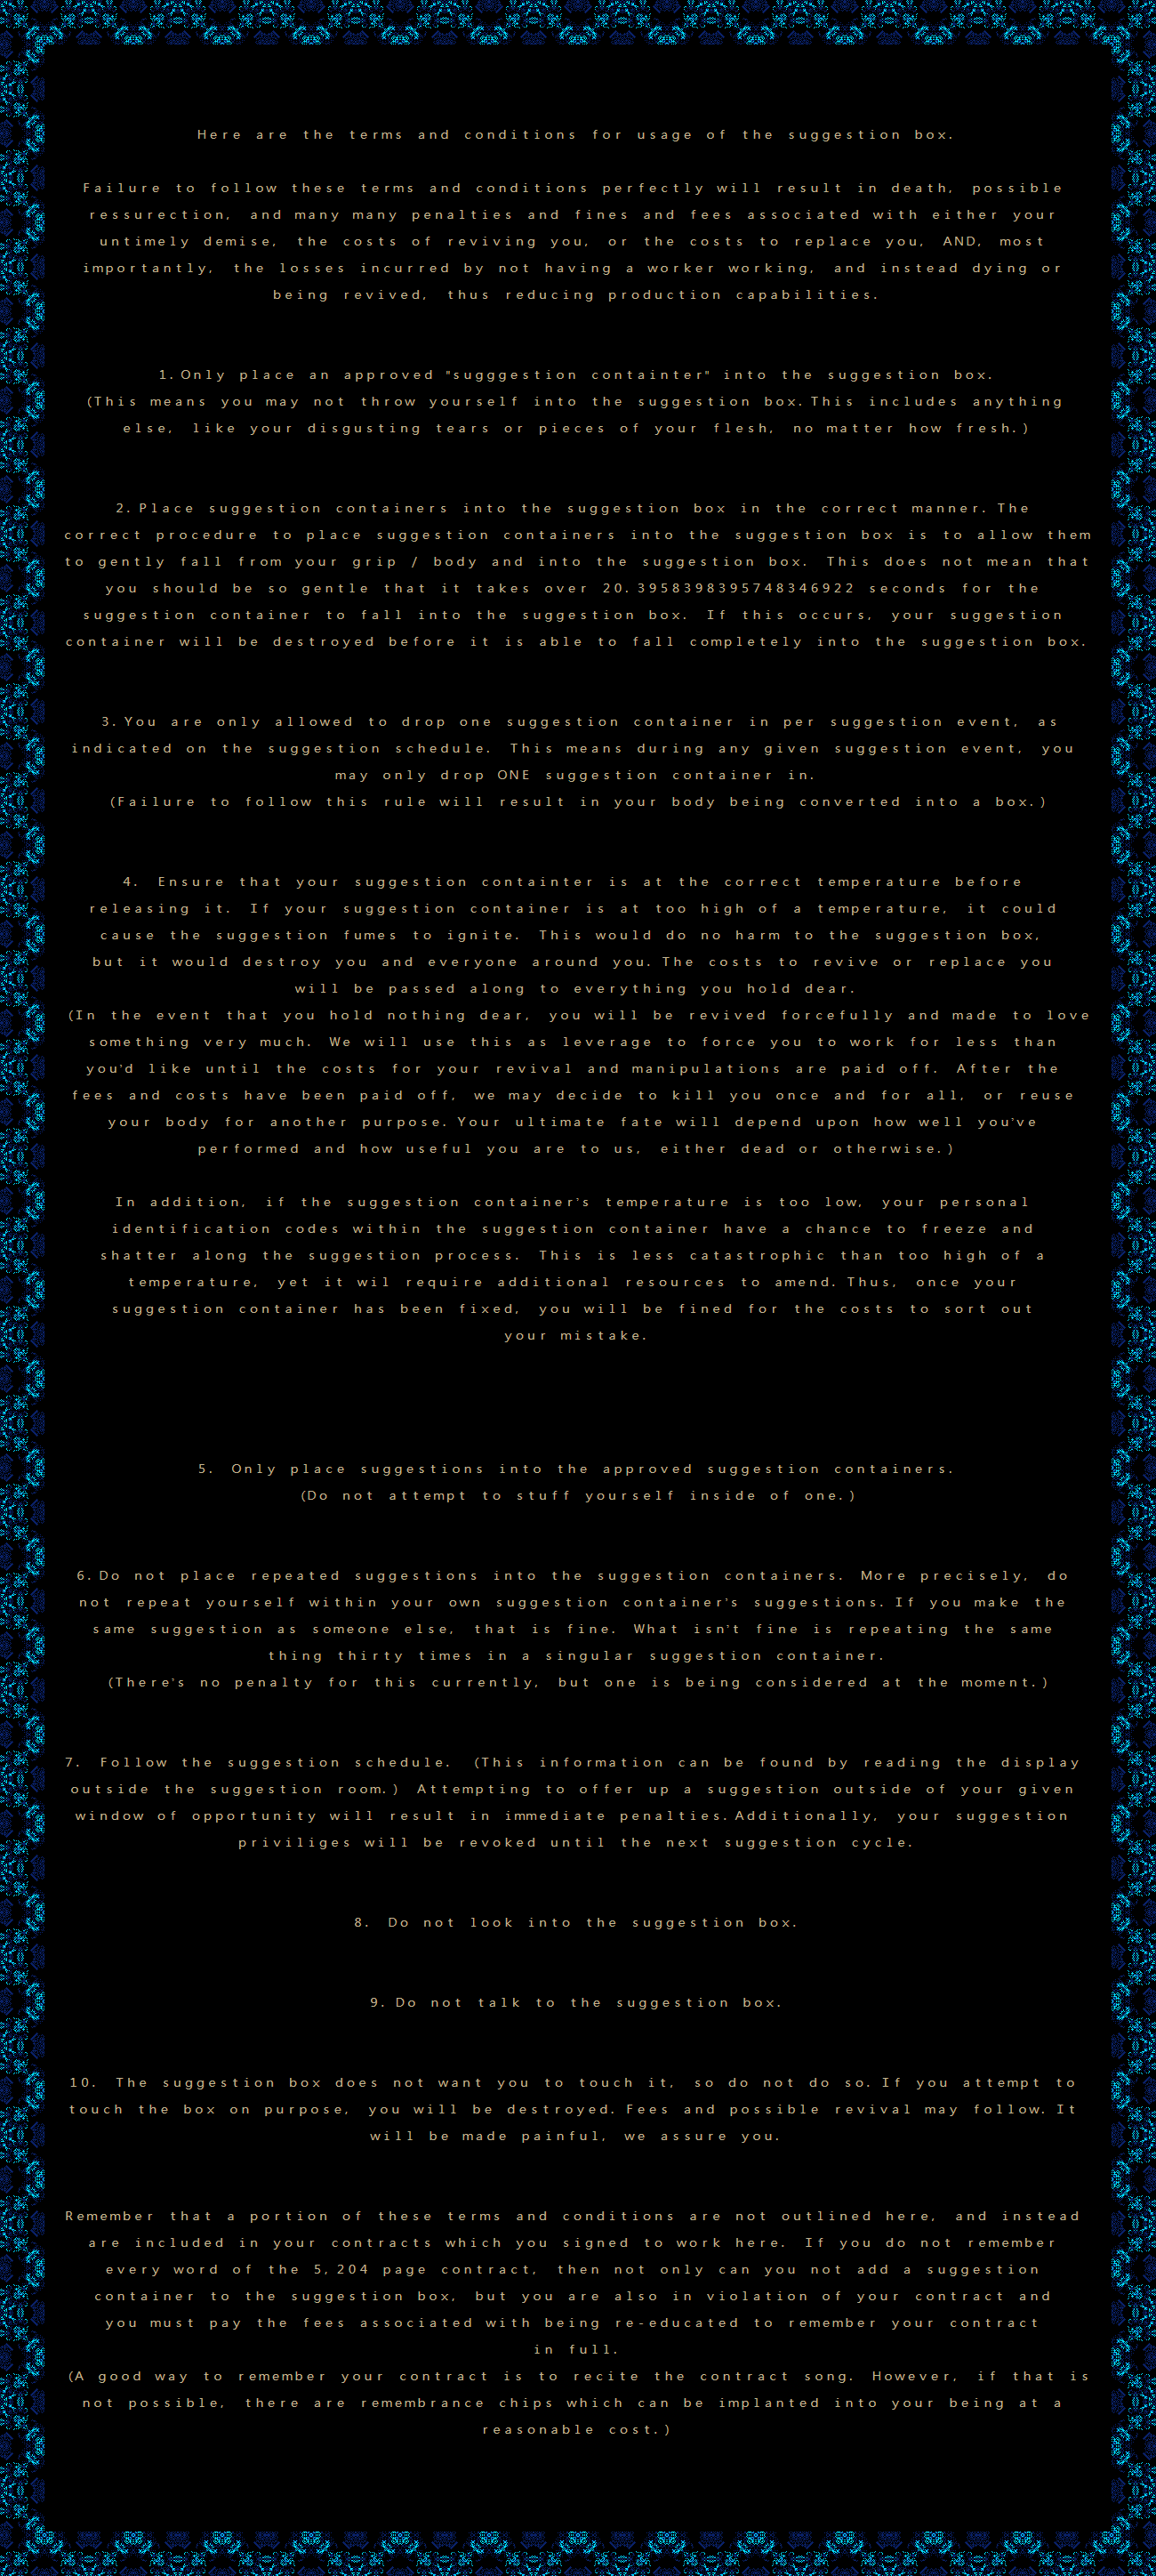 Here are the terms and conditions for usage of the suggestion box.
Failure to follow these terms and conditions perfectly will result in death, possible
ressurection, and many many penalties and fines and fees associated with either your
untimely demise, the costs of reviving you, or the costs to replace you, AND, most
importantly, the losses incurred by not having a worker working, and instead dying or
being revived, thus reducing production capabilities.
1. Only place an approved "sugggestion containter" into the suggestion box.
(This means you may not throw yourself into the suggestion box. This includes anything
else, like your disgusting tears or pieces of your flesh, no matter how fresh.)
2. Place suggestion containers into the suggestion box in the correct manner. The
correct procedure to place suggestion containers into the suggestion box is to allow them
to gently fall from your grip / body and into the suggestion box. This does not mean that
you should be so gentle that it takes over 20.3958398395748346922 seconds for the
suggestion container to fall into the suggestion box. If this occurs, your suggestion
container will be destroyed before it is able to fall completely into the suggestion box.
3. You are only allowed to drop one suggestion container in per suggestion event, as
indicated on the suggestion schedule. This means during any given suggestion event, you
may only drop ONE suggestion container in.
(Failure to follow this rule will result in your body being converted into a box.)
4. Ensure that your suggestion containter is at the correct temperature before
releasing it. If your suggestion container is at too high of a temperature, it could
cause the suggestion fumes to ignite. This would do no harm to the suggestion box,
but it would destroy you and everyone around you. The costs to revive or replace you
will be passed along to everything you hold dear.
(In the event that you hold nothing dear, you will be revived forcefully and made to love
something very much. We will use this as leverage to force you to work for less than
you'd like until the costs for your revival and manipulations are paid off. After the
fees and costs have been paid off, we may decide to kill you once and for all, or reuse
your body for another purpose. Your ultimate fate will depend upon how well you've
performed and how useful you are to us, either dead or otherwise.)
In addition, if the suggestion container's temperature is too low, your personal
identification codes within the suggestion container have a chance to freeze and
shatter along the suggestion process. This is less catastrophic than too high of a
temperature, yet it wil require additional resources to amend. Thus, once your
suggestion container has been fixed, you will be fined for the costs to sort out
your mistake.
5. Only place suggestions into the approved suggestion containers.
(Do not attempt to stuff yourself inside of one.)
6. Do not place repeated suggestions into the suggestion containers. More precisely, do
not repeat yourself within your own suggestion container's suggestions. If you make the
same suggestion as someone else, that is fine. What isn't fine is repeating the same
thing thirty times in a singular suggestion container.
(There's no penalty for this currently, but one is being considered at the moment.)
7. Follow the suggestion schedule. (This information can be found by reading the display
outside the suggestion room.) Attempting to offer up a suggestion outside of your given
window of opportunity will result in immediate penalties. Additionally, your suggestion
priviliges will be revoked until the next suggestion cycle.
8. Do not look into the suggestion box.
9. Do not talk to the suggestion box.
10. The suggestion box does not want you to touch it, so do not do so. If you attempt to
touch the box on purpose, you will be destroyed. Fees and possible revival may follow. It
will be made painful, we assure you.
Remember that a portion of these terms and conditions are not outlined here, and instead
are included in your contracts which you signed to work here. If you do not remember
every word of the 5,204 page contract, then not only can you not add a suggestion
container to the suggestion box, but you are also in violation of your contract and
you must pay the fees associated with being re-educated to remember your contract
in full.
(A good way to remember your contract is to recite the contract song. However, if that is
not possible, there are remembrance chips which can be implanted into your being at a
reasonable cost.)